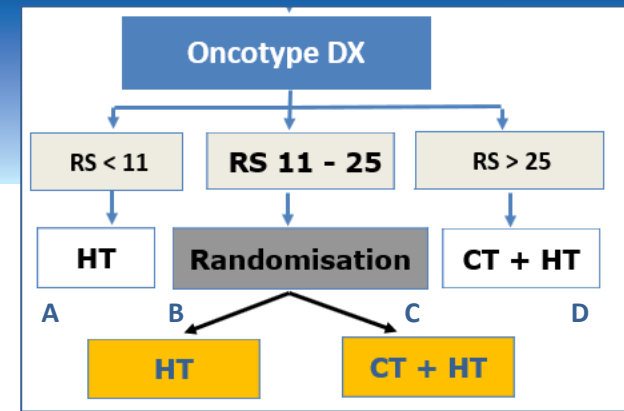 Oncotype DX
RS < 11
RS 11 - 25
RS > 25
HT
Randomisation
CT + HT
A
B
C
D
HT
CT + HT